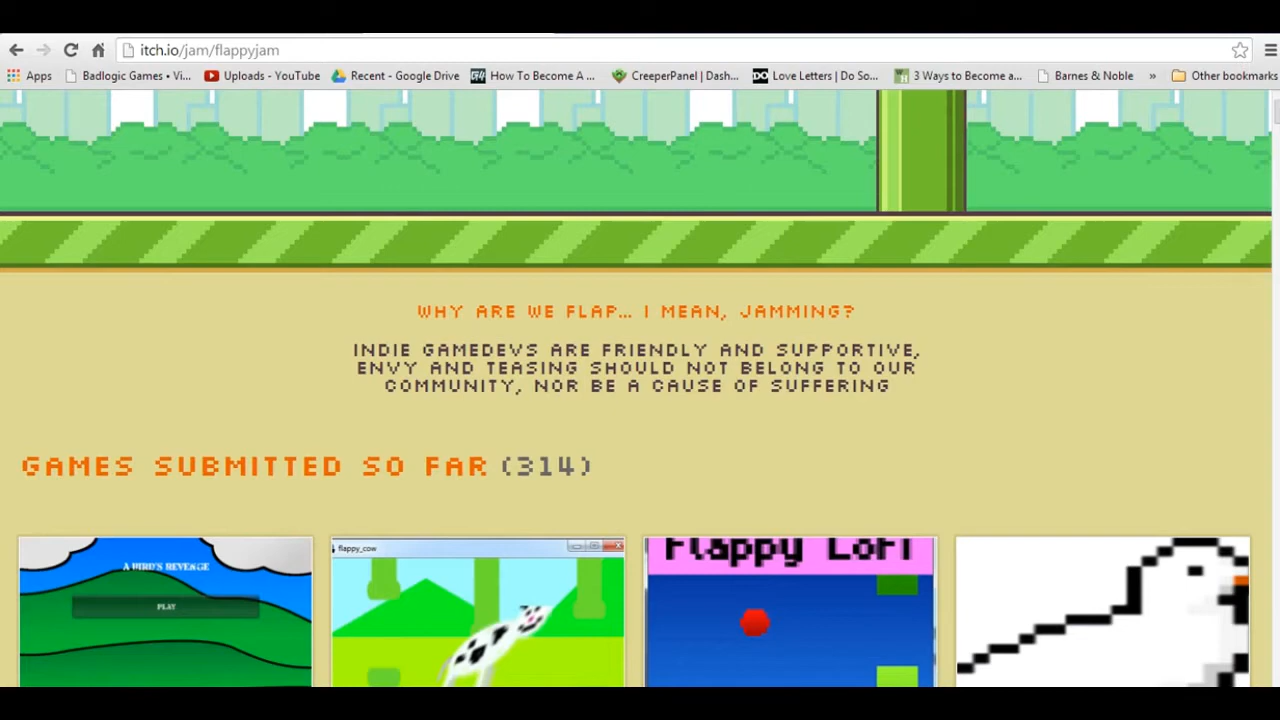 itch.io/jam/flappyjam
Apps Badlogic Games • Vi... Uploads - YouTube Recent - Google Drive How To Become A ... CreeperPanel | Dash... Love Letters | Do So... 3 Ways to Become a... Barnes & Noble » Other bookmarks
WHY ARE WE FLAP... I MEAN, JAMMING?
INDIE GAMEDEVS ARE FRIENDLY AND SUPPORTIVE,
ENVY AND TEASING SHOULD NOT BELONG TO OUR
COMMUNITY, NOR BE A CAUSE OF SUFFERING
GAMES SUBMITTED SO FAR (314)
A BIRD'S REVENGE
PLAY
flappy_cow
Flappy LoFi